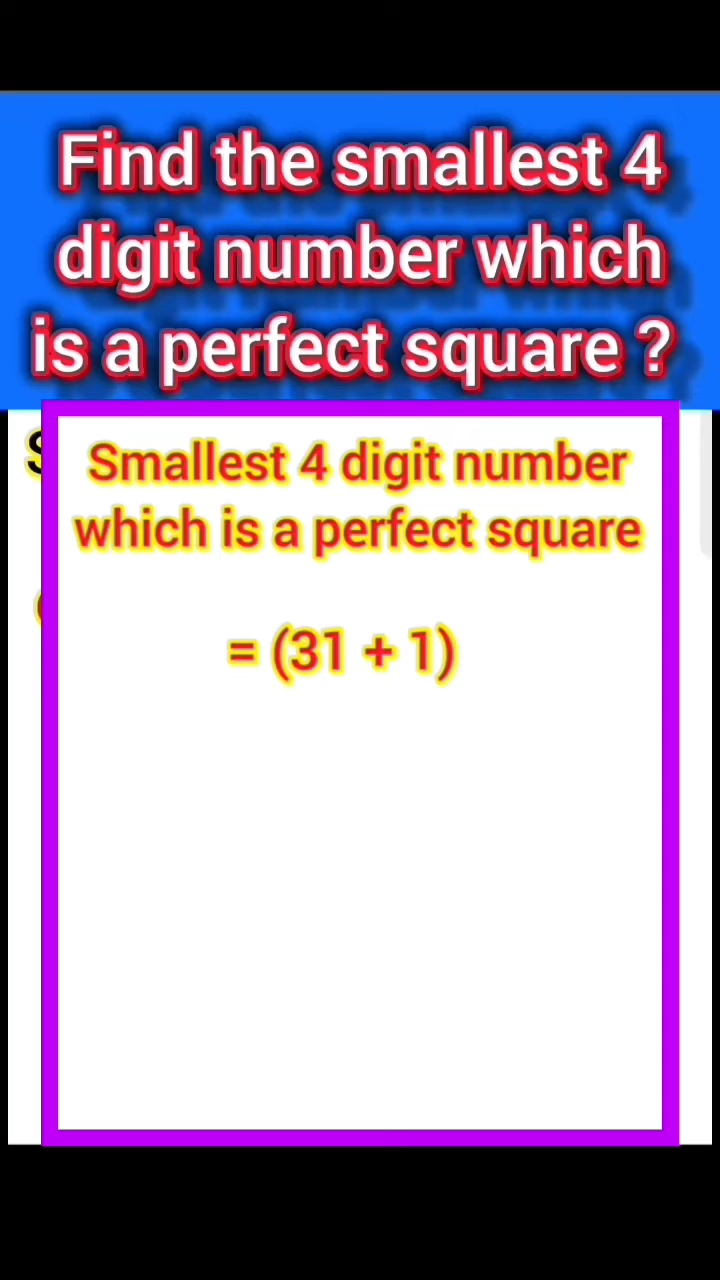 Find the smallest 4
digit number which
is a perfect square ?
Smallest 4 digit number
which is a perfect square
= (31 + 1)